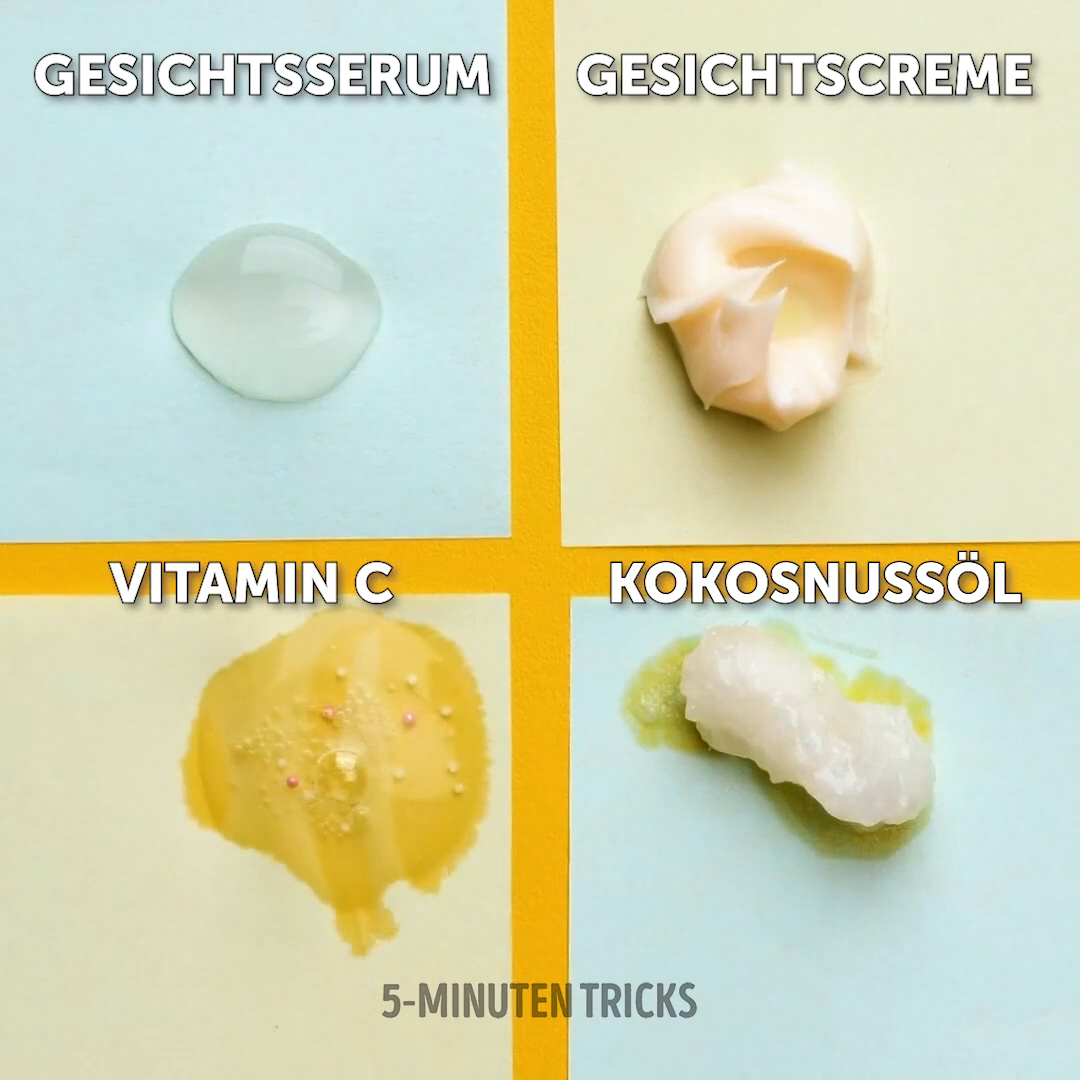 GESICHTSSERUM
GESICHTSCREME
VITAMIN C
KOKOSNUSSÖL
5-MINUTEN TRICKS